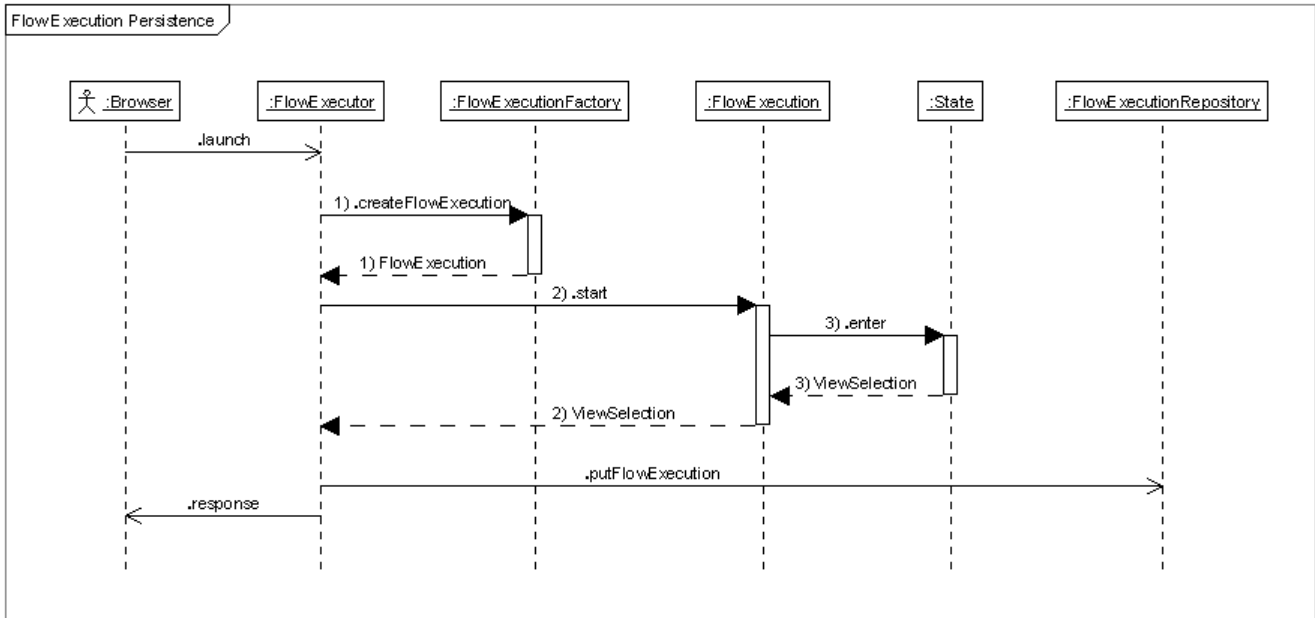 FlowExecution Persistence
:Browser
:FlowExecutor
:FlowExecutionFactory
:FlowExecution
:State
:FlowExecutionRepository
.launch
1) .createFlowExecution
1) FlowExecution
2) .start
3) .enter
3) ViewSelection
2) ViewSelection
.putFlowExecution
.response